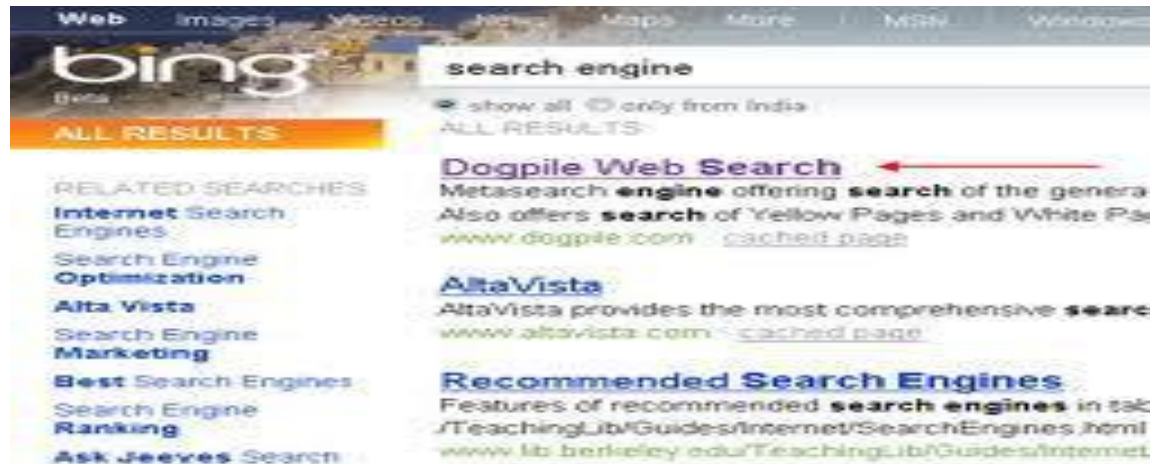 Web Images Videos News Maps More MSN Windows
bing
Beta
search engine
show all only from India
ALL RESULTS
ALL RESULTS
RELATED SEARCHES
Internet Search
Engines
Search Engine
Optimization
Alta Vista
Search Engine
Marketing
Best Search Engines
Search Engine
Ranking
Ask Jeeves Search
Dogpile Web Search
Metasearch engine offering search of the genera
Also offers search of Yellow Pages and White Pag
www.dogpile.com cached page
AltaVista
AltaVista provides the most comprehensive searc
www.altavista.com cached page
Recommended Search Engines
Features of recommended search engines in tab
/TeachingLib/Guides/Internet/SearchEngines.html
www.lib.berkeley.edu/TeachingLib/Guides/Internet